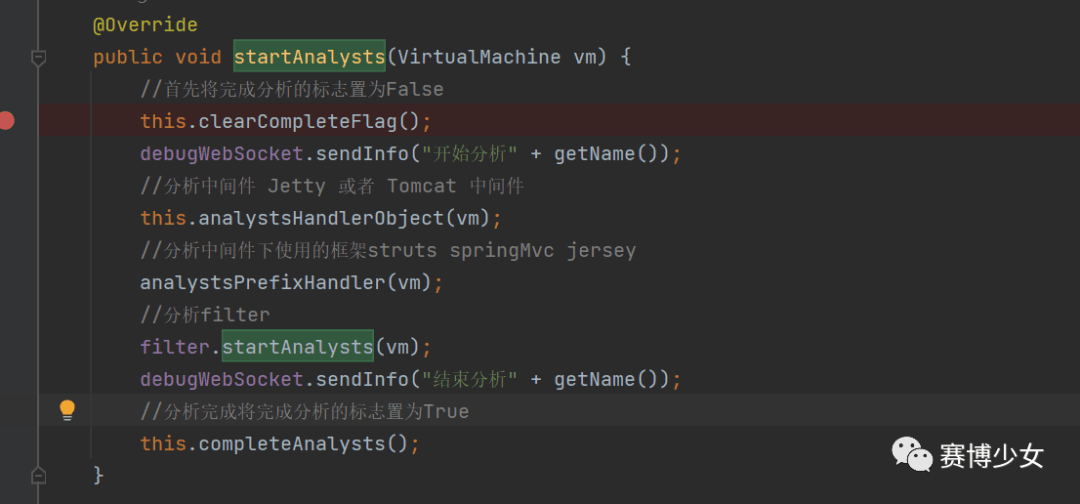 @Override
public void startAnalysts(VirtualMachine vm) {
//首先将完成分析的标志置为False
this.clearCompleteFlag();
debugWebSocket.sendInfo("开始分析" + getName());
//分析中间件 Jetty 或者 Tomcat 中间件
this.analystsHandlerObject(vm);
//分析中间件下使用的框架struts springMvc jersey
analystsPrefixHandler(vm);
//分析filter
filter.startAnalysts(vm);
debugWebSocket.sendInfo("结束分析" + getName());
//分析完成将完成分析的标志置为True
this.completeAnalysts();
}
赛博少女